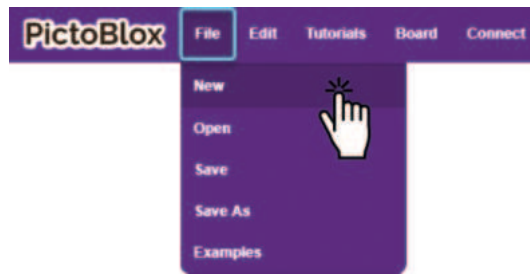 PictoBlox File Edit Tutorials Board Connect
New
Open
Save
Save As
Examples